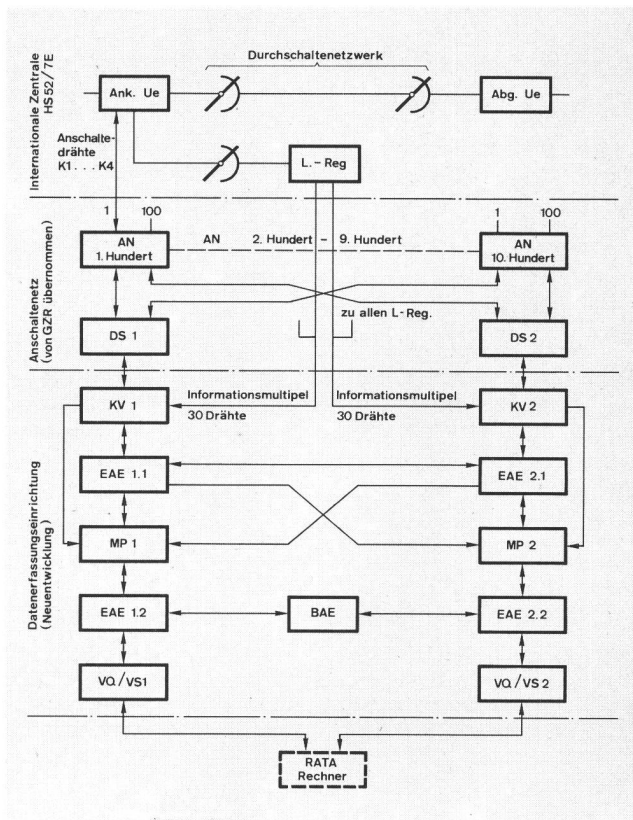 Durchschaltenetzwerk
Internationale Zentrale
HS52/7E
Ank. Ue
Abg. Ue
Anschalte-
drähte
K1...K4
L.-Reg
Anschaltenetz
(von GZR übernommen)
1 100
AN
1. Hundert
AN 2. Hundert – 9. Hundert
1 100
AN
10. Hundert
zu allen L-Reg.
DS 1
DS 2
Datenerfassungseinrichtung
(Neuentwicklung)
KV 1
Informationsmultipel
30 Drähte
Informationsmultipel
30 Drähte
KV 2
EAE 1.1
EAE 2.1
MP 1
MP 2
EAE 1.2
BAE
EAE 2.2
VQ/VS1
VQ/VS 2
RATA
Rechner